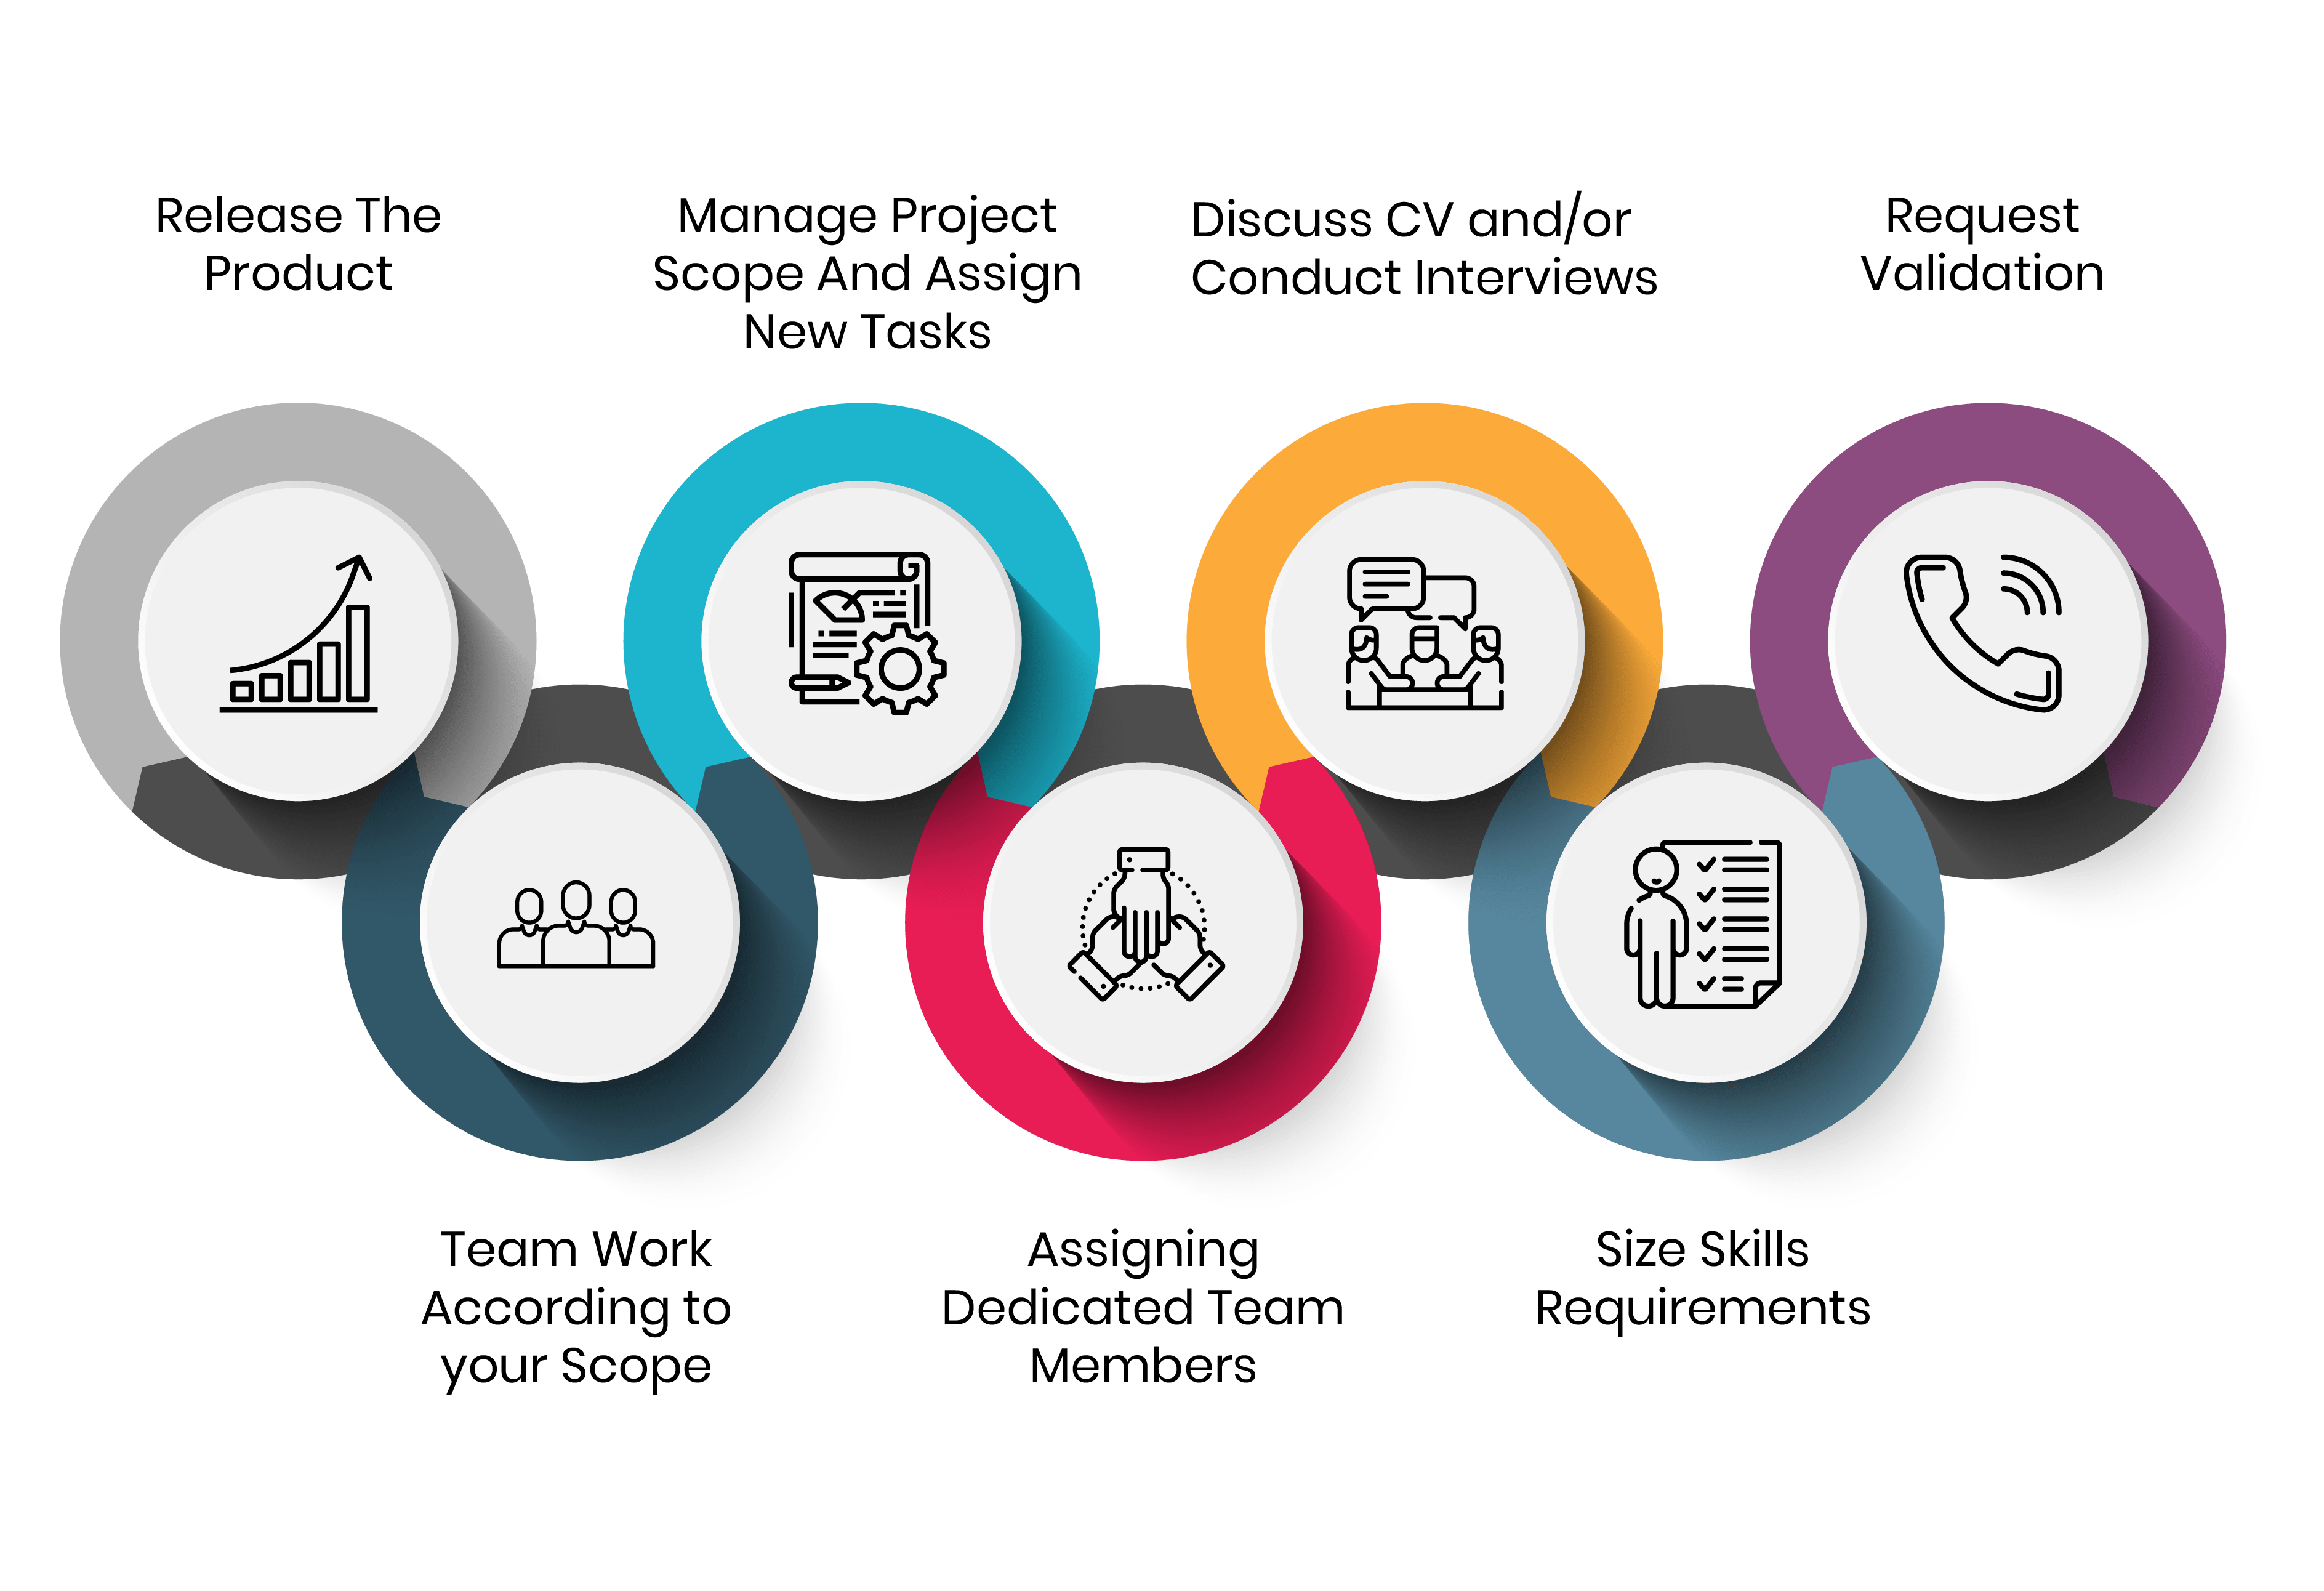 Release The
Product
Manage Project
Scope And Assign
New Tasks
Discuss CV and/or
Conduct Interviews
Request
Validation
Team Work
According to
your Scope
Assigning
Dedicated Team
Members
Size Skills
Requirements